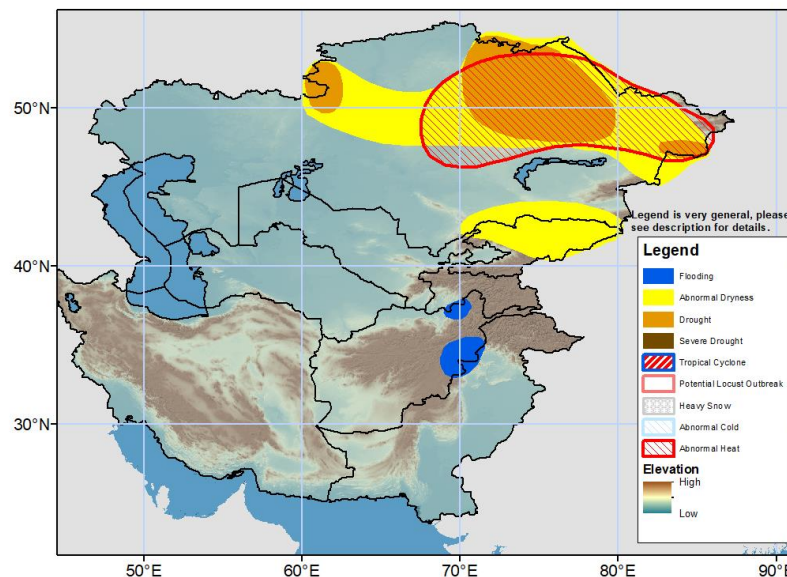 50°N
40°N
30°N
50°E
60°E
70°E
80°E
90°E
Legend is very general, please
see description for details.
Legend
Flooding
Abnormal Dryness
Drought
Severe Drought
Tropical Cyclone
Potential Locust Outbreak
Heavy Snow
Abnormal Cold
Abnormal Heat
Elevation
High
Low